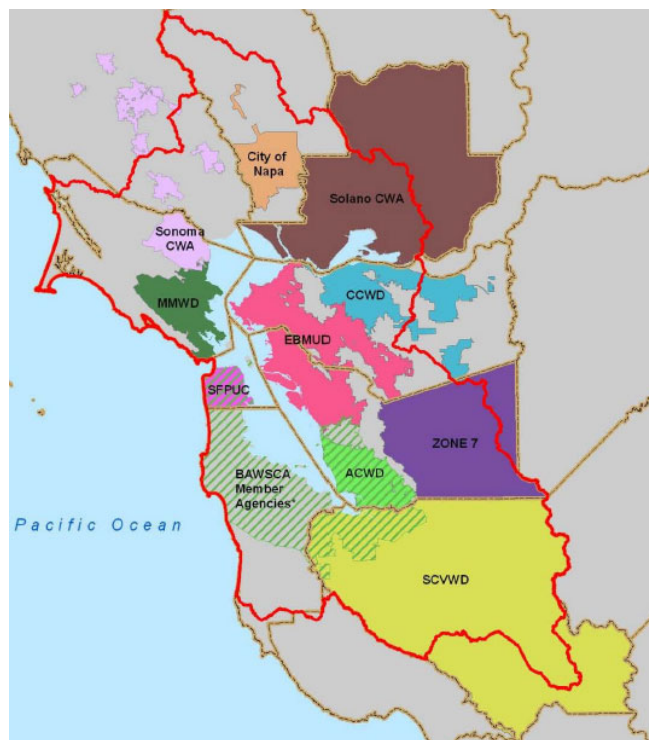 City of
Napa
Solano CWA
Sonoma
CWA
MMWD
CCWD
EBMUD
SFPUC
ZONE 7
BAWSCA
Member
Agencies*
ACWD
Pacific Ocean
SCVWD